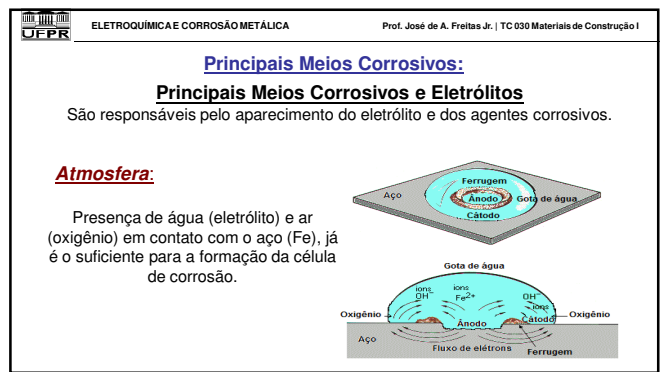 UFPR
ELETROQUÍMICA E CORROSÃO METÁLICA
Prof. José de A. Freitas Jr. | TC 030 Materiais de Construção I
Principais Meios Corrosivos:
Principais Meios Corrosivos e Eletrólitos
São responsáveis pelo aparecimento do eletrólito e dos agentes corrosivos.
Atmosfera:
Presença de água (eletrólito) e ar
(oxigênio) em contato com o aço (Fe), já
é o suficiente para a formação da célula
de corrosão.
Ferrugem
Aço
Ânodo
Gota de água
Cátodo
Gota de água
íons
OH⁻
íons
Fe²⁺
OH⁻
íons
Oxigênio
Ânodo
Cátodo
Oxigênio
Aço
Fluxo de elétrons
Ferrugem